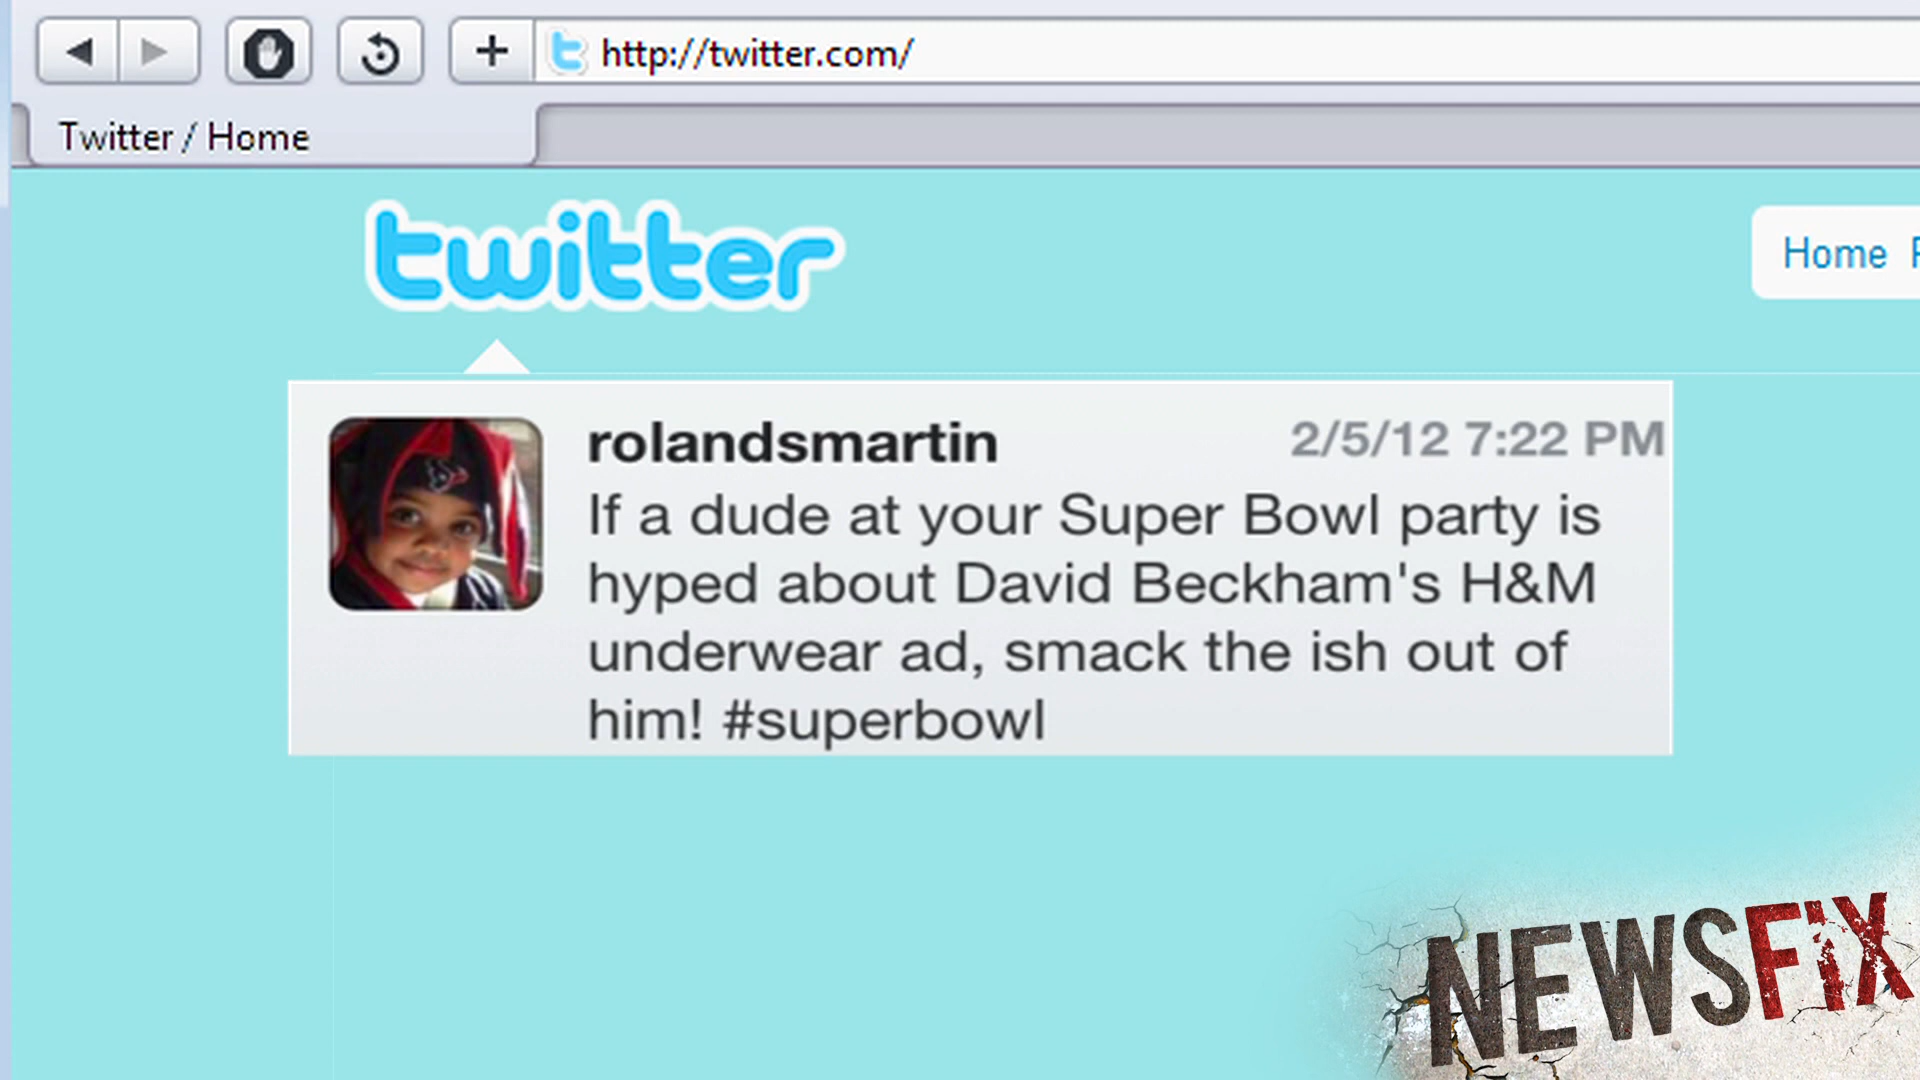 http://twitter.com/
Twitter / Home
twitter
Home
rolandsmartin 2/5/12 7:22 PM
If a dude at your Super Bowl party is
hyped about David Beckham's H&M
underwear ad, smack the ish out of
him! #superbowl
NEWSFIX